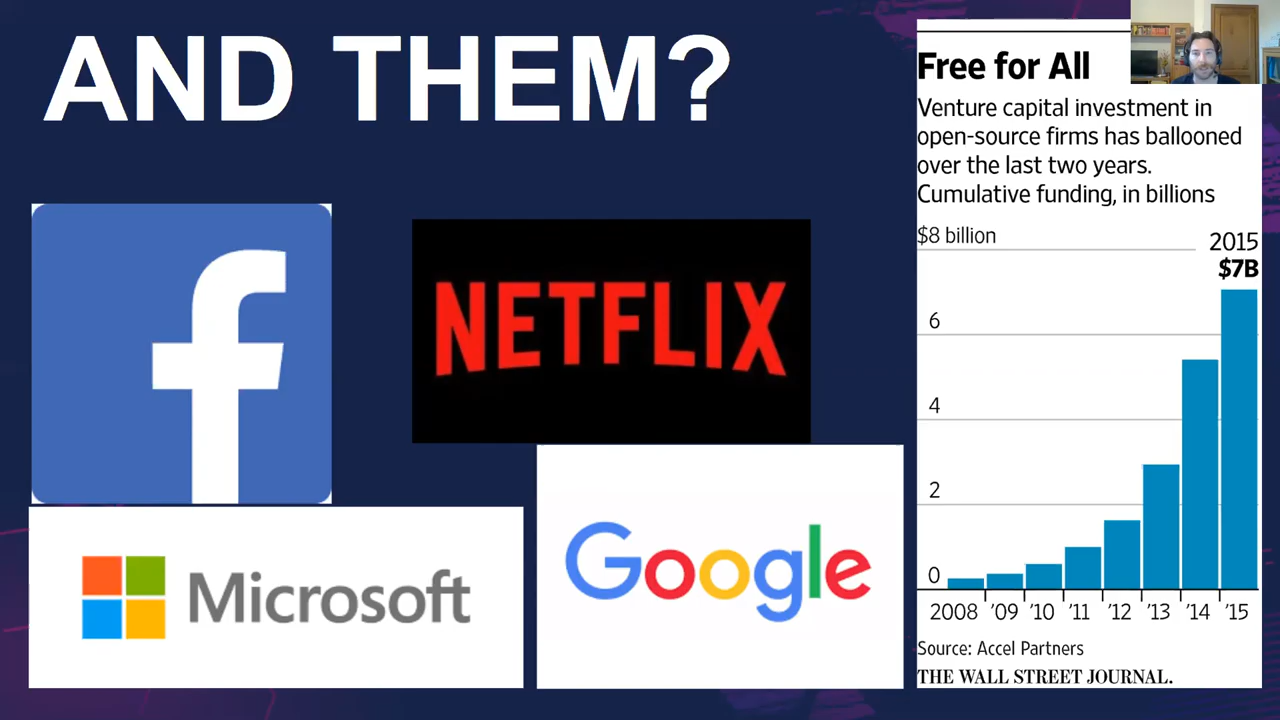 AND THEM?
NETFLIX
Microsoft
Google
Free for All
Venture capital investment in
open-source firms has ballooned
over the last two years.
Cumulative funding, in billions
$8 billion
2015
$7B
6
4
2
0
2008 '09 '10 '11 '12 '13 '14 '15
Source: Accel Partners
THE WALL STREET JOURNAL.